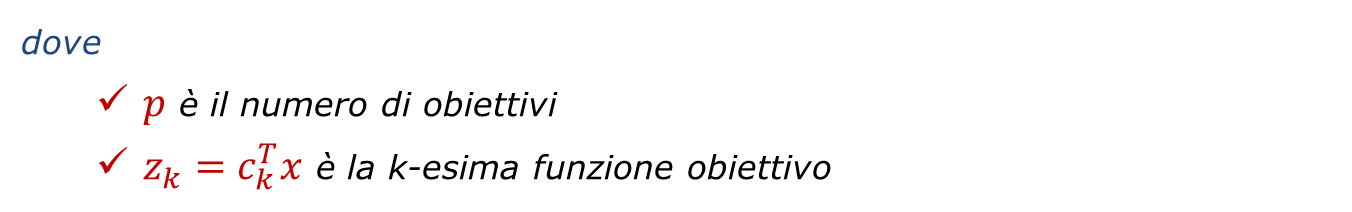 dove
✓ p è il numero di obiettivi
✓ z_k = c_k^T x è la k-esima funzione obiettivo